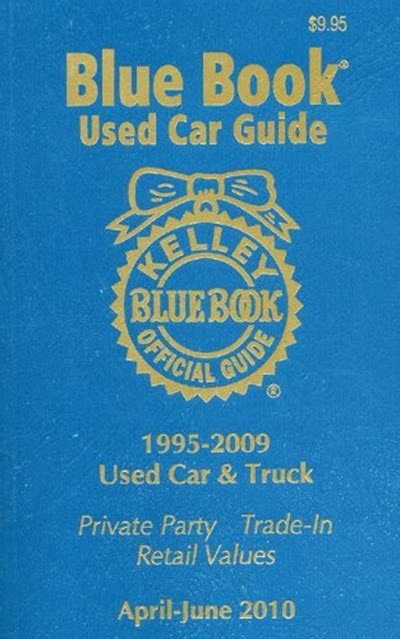 $9.95
Blue Book®
Used Car Guide
KELLEY
BLUE BOOK
OFFICIAL GUIDE
®
1995-2009
Used Car & Truck
Private Party Trade-In
Retail Values
April-June 2010